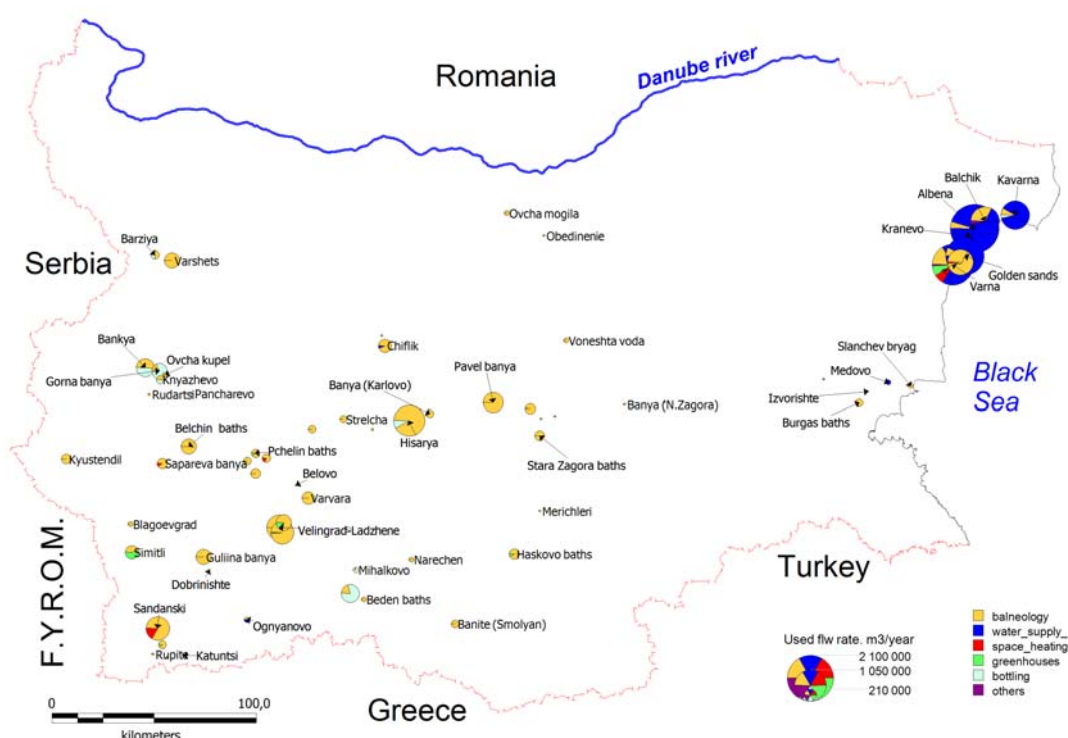 Romania
Danube river
Balchik
Kavarna
Albena
Kranevo
Golden sands
Varna
Ovcha mogila
Obedinenie
Barziya
Serbia
Varshets
Bankya
Ovcha kupel
Gorna banya
Knyazhevo
Rudartsi
Pancharevo
Chiflik
Voneshta voda
Pavel banya
Banya (Karlovo)
Slanchev bryag
Medovo
Izvorishte
Burgas baths
Black
Sea
Banya (N.Zagora)
Strelcha
Hisarya
Belchin baths
Stara Zagora baths
Kyustendil
Sapareva banya
Pchelin baths
Belovo
Varvara
Merichleri
Blagoevgrad
Velingrad-Ladzhene
Simitli
Guliina banya
Narechen
Haskovo baths
Dobrinishte
Mihalkovo
Beden baths
Turkey
F.Y.R.O.M.
Sandanski
Ognyanovo
Banite (Smolyan)
Rupite
Katuntsi
Greece
0 100,0
kilometers
Used flw rate. m3/year
2 100 000
1 050 000
210 000
balneology
water_supply_
space_heating
greenhouses
bottling
others